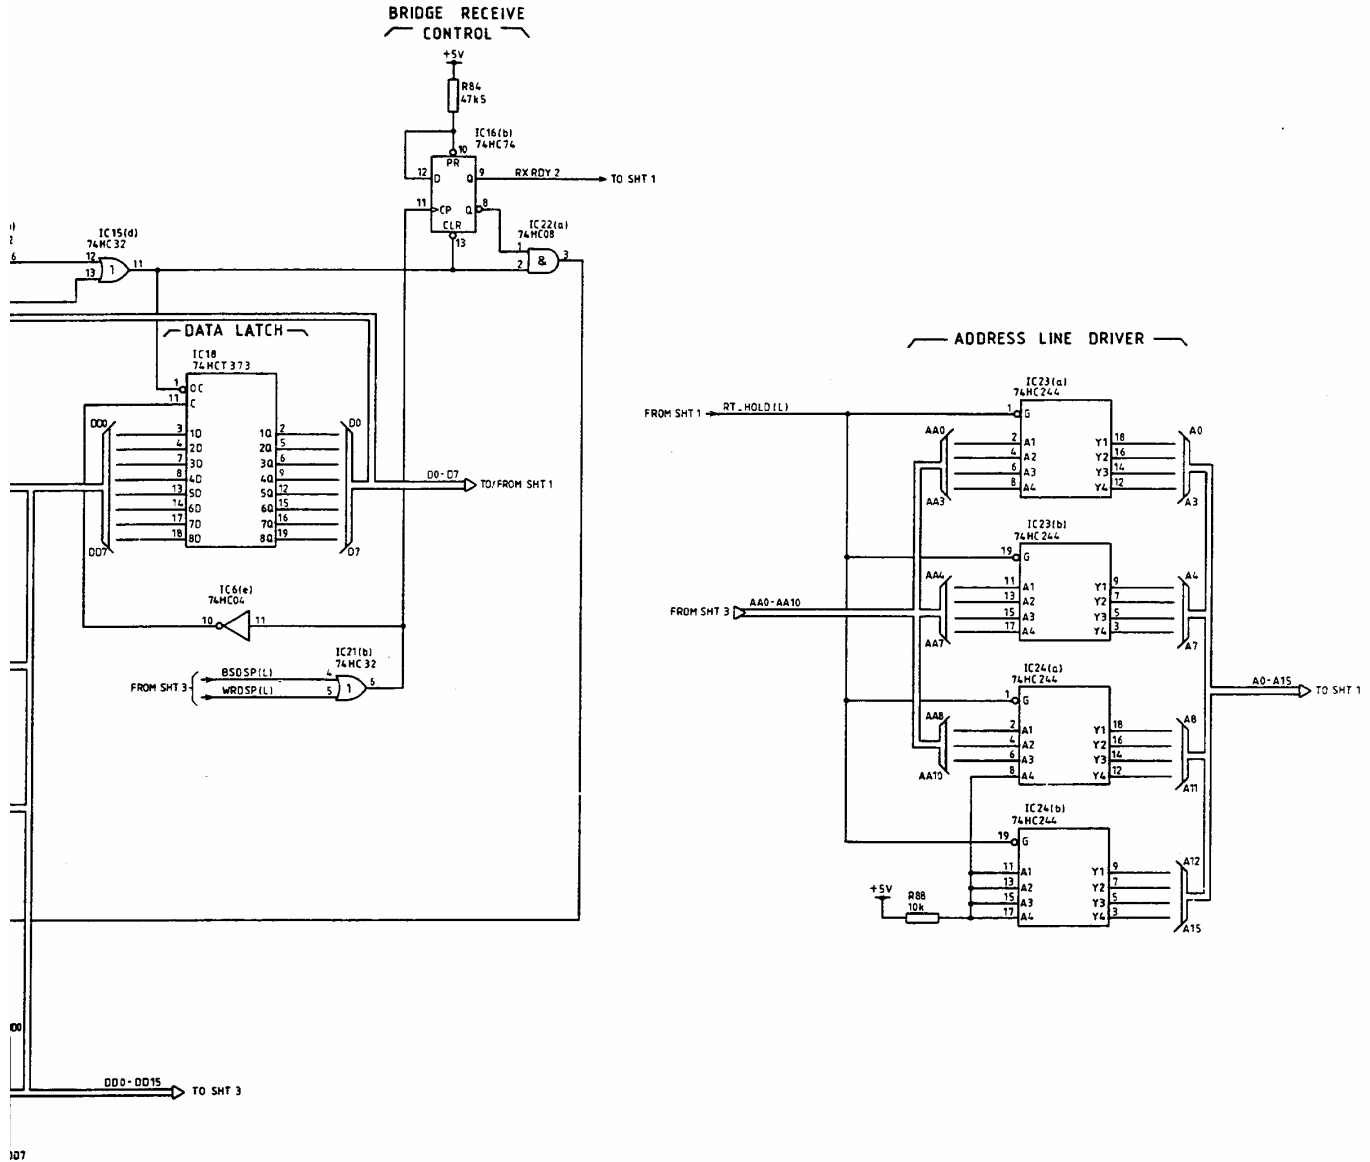 BRIDGE RECEIVE
CONTROL
+5V
R84
47k5
IC16(b)
74HC74
10
PR
12
D
Q
9
RXRDY2
TO SHT 1
11
CP
Q
8
CLR
13
IC22(a)
74HC08
1
2
&
3
IC15(d)
74HC32
6
12
13
1
11
DATA LATCH
IC18
74HCT373
1
OC
11
C
DD0
DD7
3 1D 1Q 2
4 2D 2Q 5
7 3D 3Q 6
8 4D 4Q 9
13 5D 5Q 12
14 6D 6Q 15
17 7D 7Q 16
18 8D 8Q 19
D0
D7
D0-D7
TO/FROM SHT 1
IC6(e)
74HC04
10
11
IC21(b)
74HC32
FROM SHT 3
BSDSP(L)
WRDSP(L)
4
5
1
6
ADDRESS LINE DRIVER
IC23(a)
74HC244
FROM SHT 1
RT_HOLD(L)
1
G
AA0
AA3
2 A1 Y1 18
4 A2 Y2 16
6 A3 Y3 14
8 A4 Y4 12
A0
A3
IC23(b)
74HC244
19
G
FROM SHT 3
AA0-AA10
AA4
AA7
11 A1 Y1 9
13 A2 Y2 7
15 A3 Y3 5
17 A4 Y4 3
A4
A7
IC24(a)
74HC244
1
G
AA8
AA10
2 A1 Y1 18
4 A2 Y2 16
6 A3 Y3 14
8 A4 Y4 12
A8
A11
A0-A15
TO SHT 1
IC24(b)
74HC244
19
G
+5V
R88
10k
11 A1 Y1 9
13 A2 Y2 7
15 A3 Y3 5
17 A4 Y4 3
A12
A15
DD0-DD15
TO SHT 3